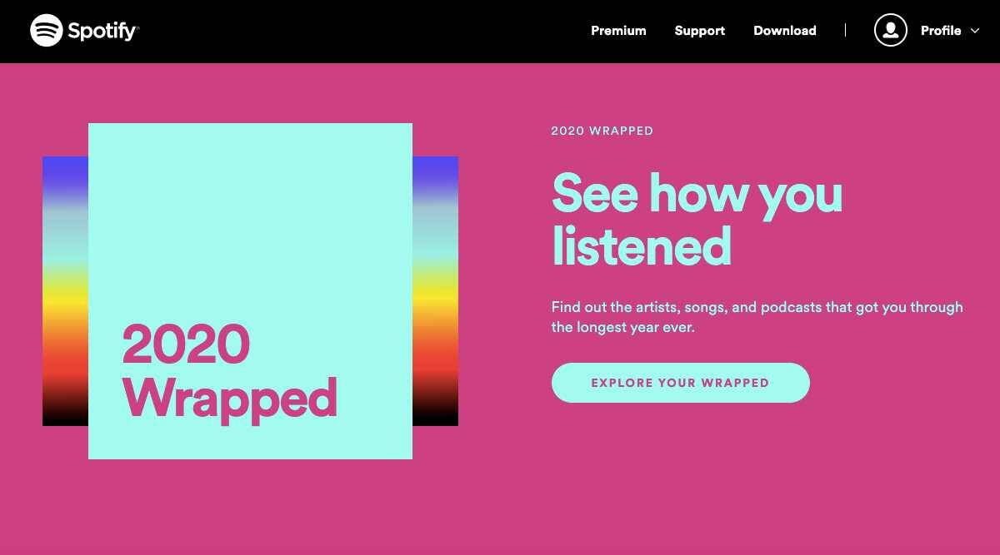 Spotify
Premium
Support
Download
Profile
2020
Wrapped
2020 WRAPPED
See how you
listened
Find out the artists, songs, and podcasts that got you through
the longest year ever.
EXPLORE YOUR WRAPPED